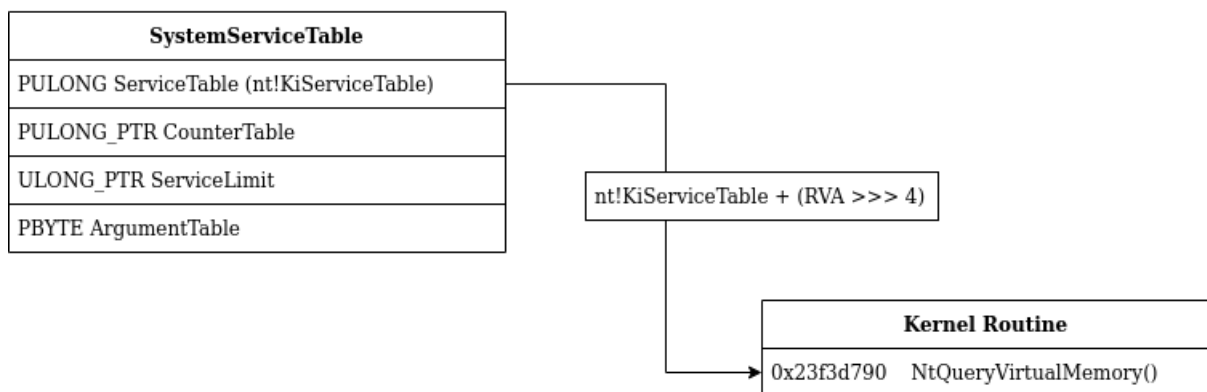 SystemServiceTable
PULONG ServiceTable (nt!KiServiceTable)
PULONG_PTR CounterTable
ULONG_PTR ServiceLimit
PBYTE ArgumentTable
nt!KiServiceTable + (RVA >>> 4)
Kernel Routine
0x23f3d790 NtQueryVirtualMemory()